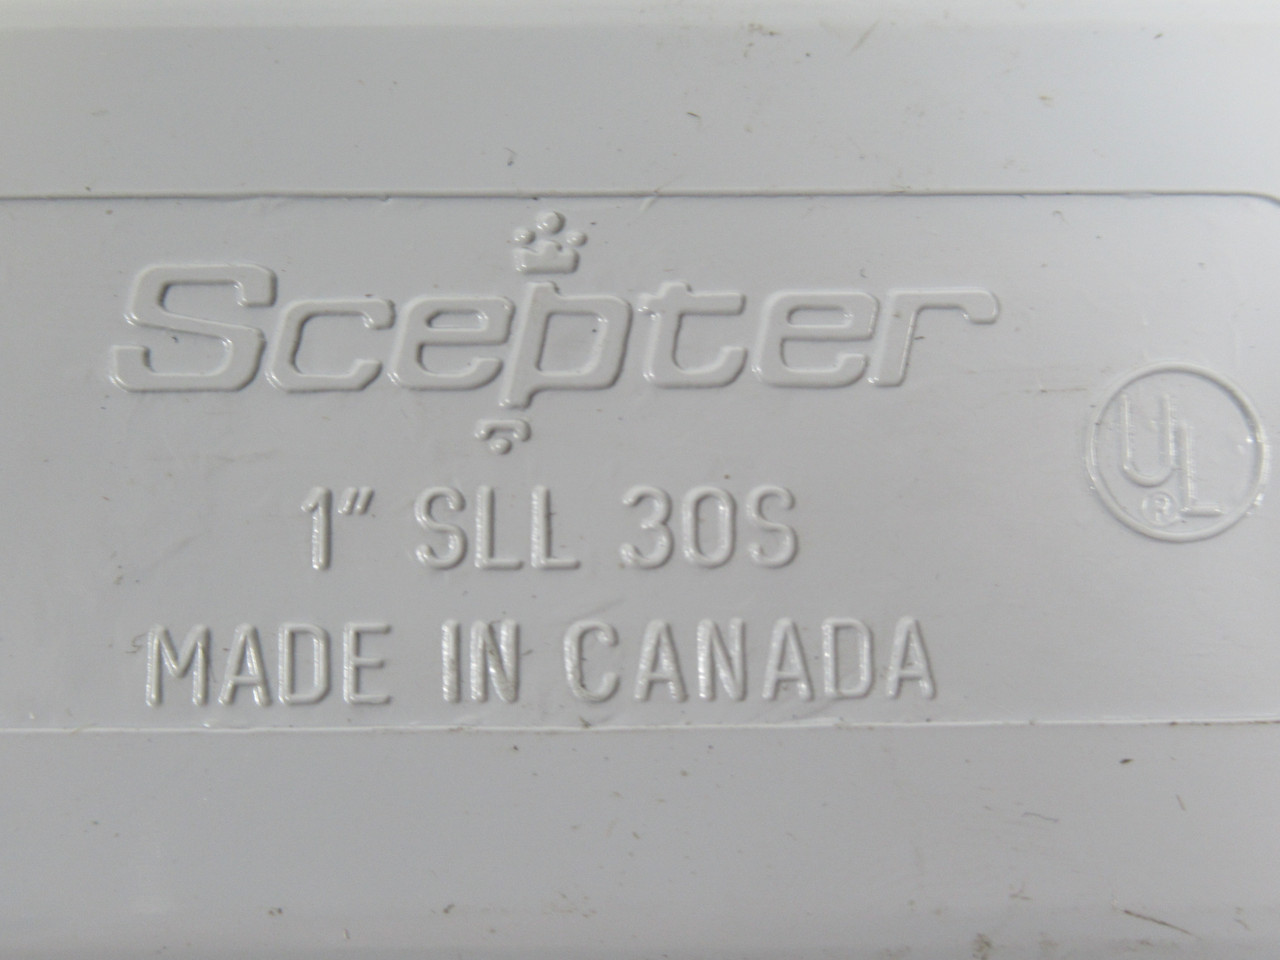 Scepter
1" SLL 30S
MADE IN CANADA
UL
®